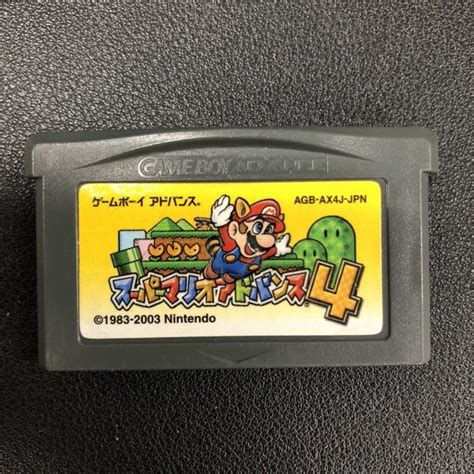 GAME BOY ADVANCE
ゲームボーイ アドバンス®
AGB-AX4J-JPN
スーパーマリオアドバンス4
©1983-2003 Nintendo